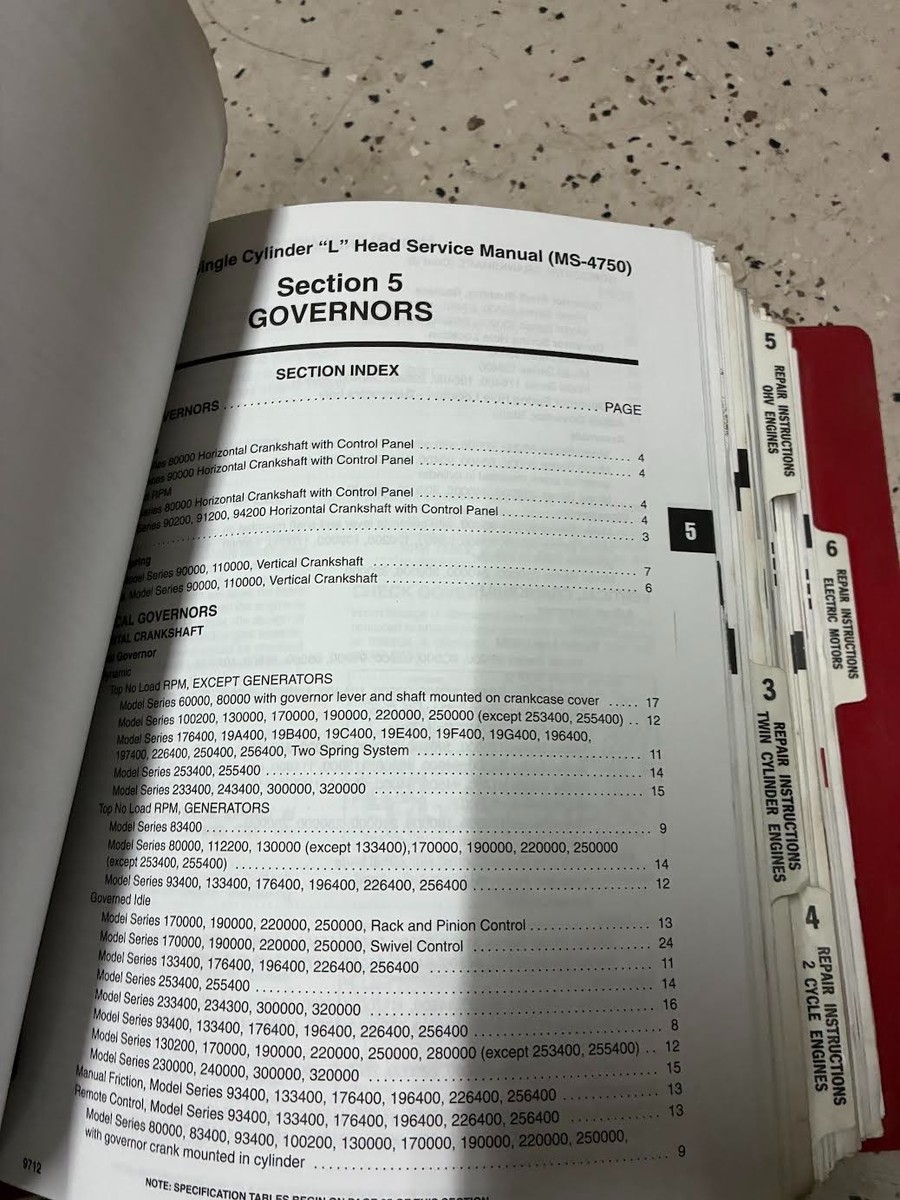 Cylinder “L” Head Service Manual (MS-4750)
Section 5
GOVERNORS
SECTION INDEX
PAGE
80000 Horizontal Crankshaft with Control Panel 4
90000 Horizontal Crankshaft with Control Panel 4
RPM
80000 Horizontal Crankshaft with Control Panel 4
90200, 91200, 94200 Horizontal Crankshaft with Control Panel 4
3
Series 90000, 110000, Vertical Crankshaft 7
Model Series 90000, 110000, Vertical Crankshaft 6
GOVERNORS
CRANKSHAFT
Governor
Top No Load RPM, EXCEPT GENERATORS
Model Series 60000, 80000 with governor lever and shaft mounted on crankcase cover ..... 17
Model Series 100200, 130000, 170000, 190000, 220000, 250000 (except 253400, 255400) .. 12
Model Series 176400, 19A400, 19B400, 19C400, 19E400, 19F400, 19G400, 196400,
197400, 226400, 250400, 256400, Two Spring System 11
Model Series 253400, 255400 14
Model Series 233400, 243400, 300000, 320000 15
Top No Load RPM, GENERATORS
Model Series 83400 9
Model Series 80000, 112200, 130000 (except 133400),170000, 190000, 220000, 250000
(except 253400, 255400) 14
Model Series 93400, 133400, 176400, 196400, 226400, 256400 12
Governed Idle
Model Series 170000, 190000, 220000, 250000, Rack and Pinion Control 13
Model Series 170000, 190000, 220000, 250000, Swivel Control 24
Model Series 133400, 176400, 196400, 226400, 256400 11
Model Series 253400, 255400 14
Model Series 233400, 234300, 300000, 320000 16
Model Series 93400, 133400, 176400, 196400, 226400, 256400 8
Model Series 130200, 170000, 190000, 220000, 250000, 280000 (except 253400, 255400) .. 12
Model Series 230000, 240000, 300000, 320000 15
Manual Friction, Model Series 93400, 133400, 176400, 196400, 226400, 256400 13
Remote Control, Model Series 93400, 133400, 176400, 196400, 226400, 256400 13
Model Series 80000, 83400, 93400, 100200, 130000, 170000, 190000, 220000, 250000,
with governor crank mounted in cylinder 9
9712
NOTE: SPECIFICATION TABLES BEGIN ON PAGE
5
5
REPAIR INSTRUCTIONS
OHV ENGINES
6
REPAIR INSTRUCTIONS
ELECTRIC MOTORS
3
REPAIR INSTRUCTIONS
TWIN CYLINDER ENGINES
4
REPAIR INSTRUCTIONS
2 CYCLE ENGINES